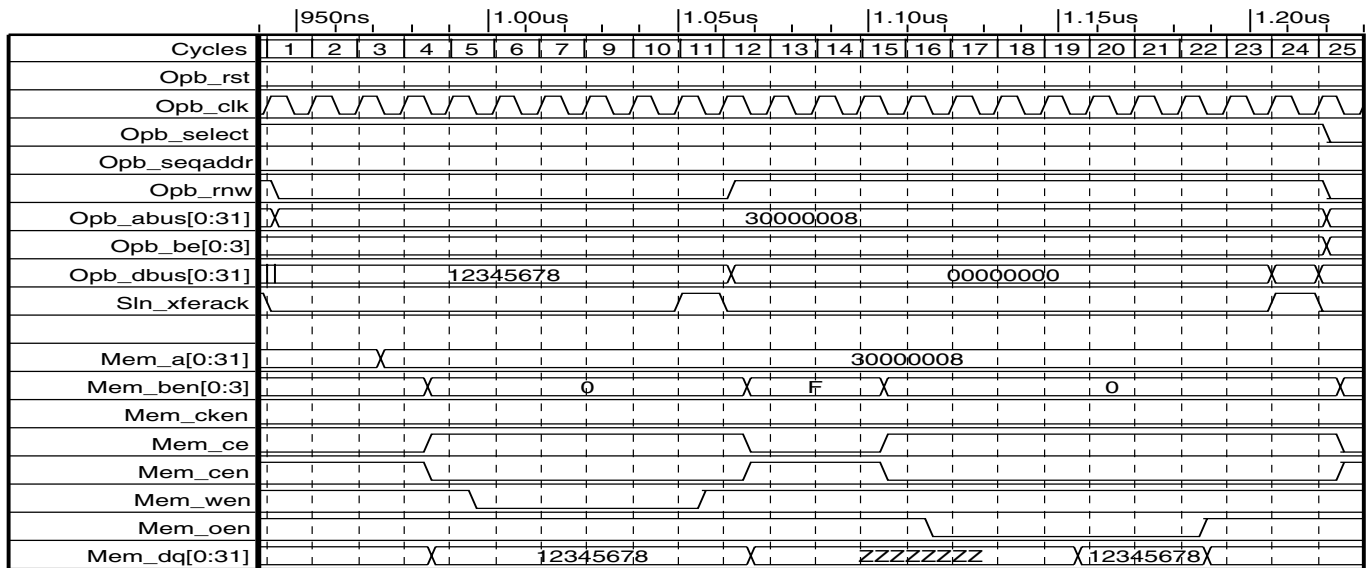 950ns 1.00us 1.05us 1.10us 1.15us 1.20us
Cycles 1 2 3 4 5 6 7 9 10 11 12 13 14 15 16 17 18 19 20 21 22 23 24 25
Opb_rst
Opb_clk
Opb_select
Opb_seqaddr
Opb_rnw
Opb_abus[0:31] 30000008
Opb_be[0:3]
Opb_dbus[0:31] 12345678 00000000
Sln_xferack
Mem_a[0:31] 30000008
Mem_ben[0:3] 0 F 0
Mem_cken
Mem_ce
Mem_cen
Mem_wen
Mem_oen
Mem_dq[0:31] 12345678 ZZZZZZZZ 12345678